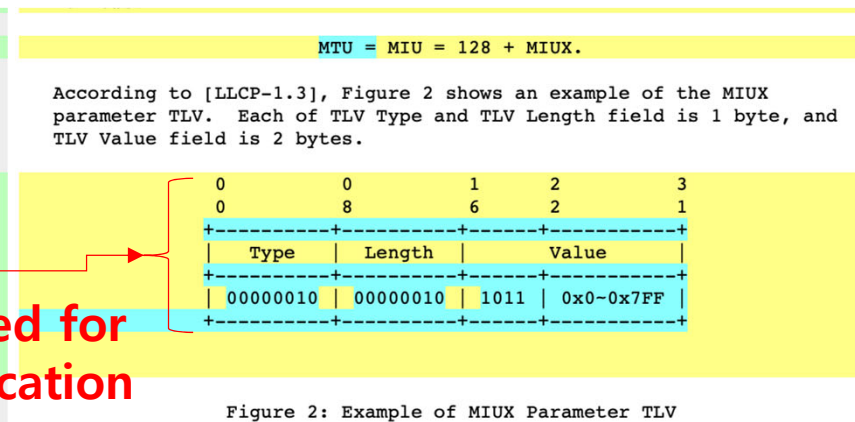 MTU = MIU = 128 + MIUX.
According to [LLCP-1.3], Figure 2 shows an example of the MIUX
parameter TLV. Each of TLV Type and TLV Length field is 1 byte, and
TLV Value field is 2 bytes.
0 0 1 2 3
0 8 6 2 1
+----------+----------+------+-----------+
| Type | Length | Value |
+----------+----------+------+-----------+
| 00000010 | 00000010 | 1011 | 0x0~0x7FF |
+----------+----------+------+-----------+
ed for
cation
Figure 2: Example of MIUX Parameter TLV